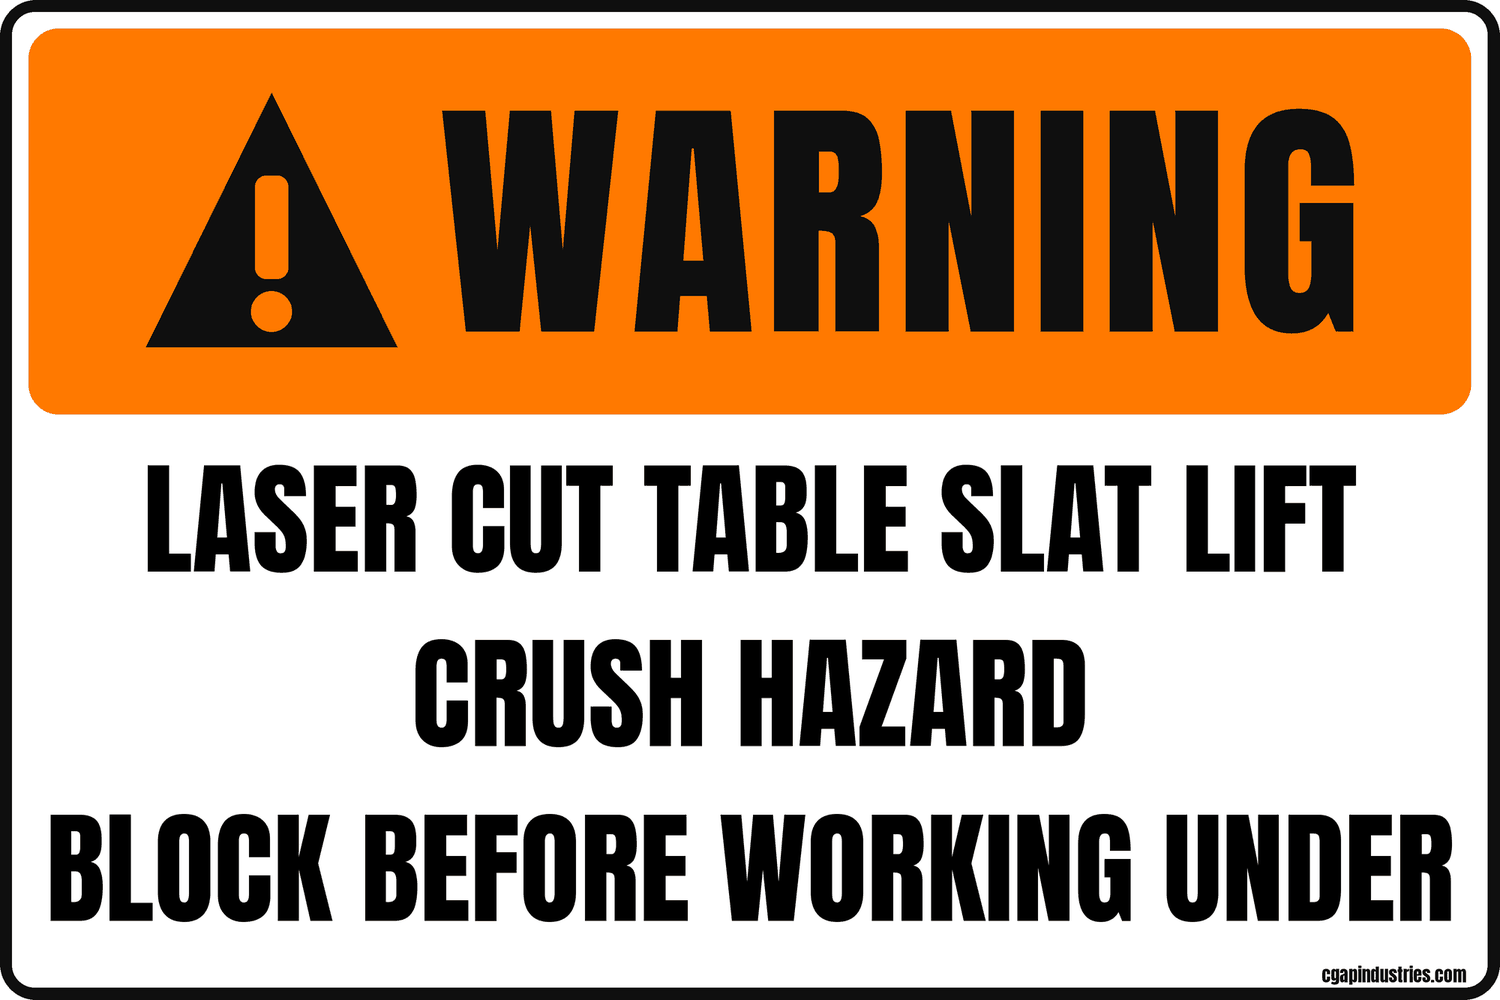 WARNING
LASER CUT TABLE SLAT LIFT
CRUSH HAZARD
BLOCK BEFORE WORKING UNDER
cgapindustries.com